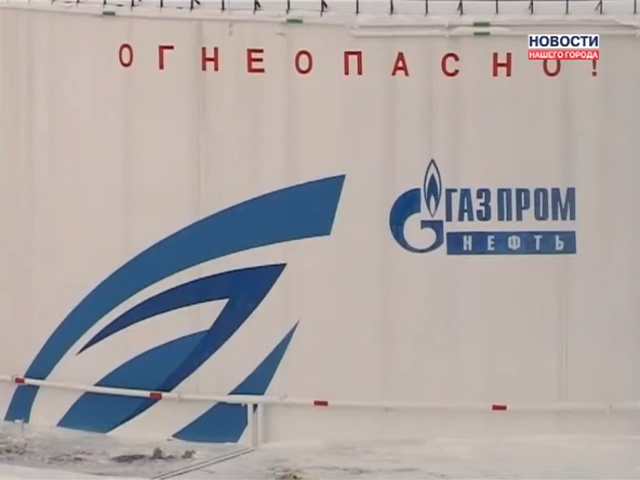 ОГНЕОПАСНО!
НОВОСТИ
НАШЕГО ГОРОДА
ГАЗПРОМ
НЕФТЬ